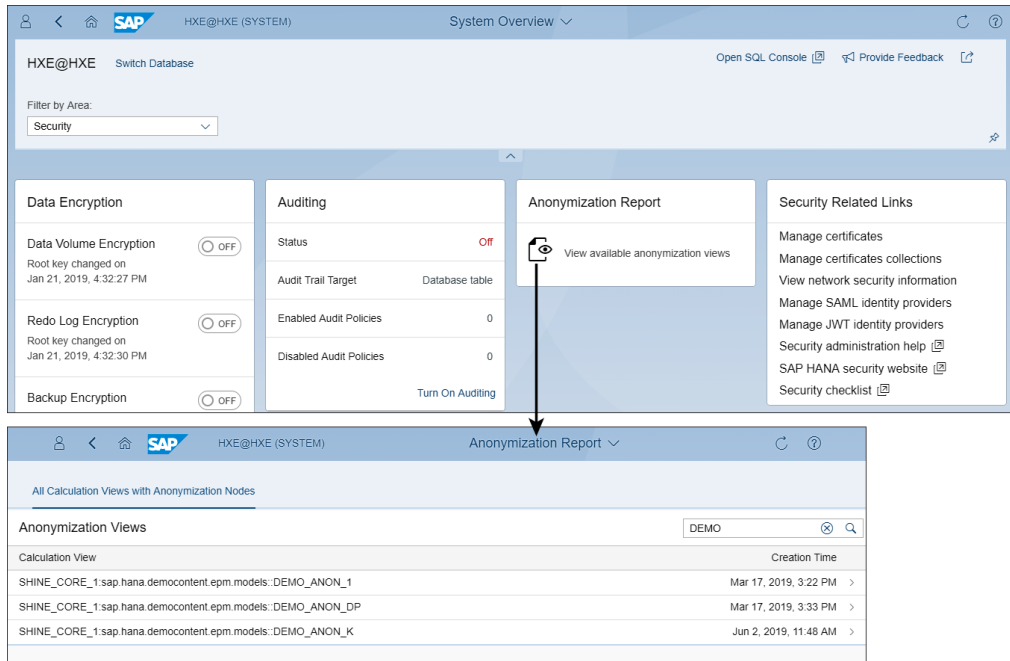 SAP HXE@HXE (SYSTEM) System Overview
HXE@HXE Switch Database Open SQL Console Provide Feedback
Filter by Area:
Security
Data Encryption
Data Volume Encryption OFF
Root key changed on
Jan 21, 2019, 4:32:27 PM
Redo Log Encryption OFF
Root key changed on
Jan 21, 2019, 4:32:30 PM
Backup Encryption OFF
Auditing
Status Off
Audit Trail Target Database table
Enabled Audit Policies 0
Disabled Audit Policies 0
Turn On Auditing
Anonymization Report
View available anonymization views
Security Related Links
Manage certificates
Manage certificates collections
View network security information
Manage SAML identity providers
Manage JWT identity providers
Security administration help
SAP HANA security website
Security checklist
SAP HXE@HXE (SYSTEM) Anonymization Report
All Calculation Views with Anonymization Nodes
Anonymization Views DEMO
Calculation View Creation Time
SHINE_CORE_1:sap.hana.democontent.epm.models::DEMO_ANON_1 Mar 17, 2019, 3:22 PM
SHINE_CORE_1:sap.hana.democontent.epm.models::DEMO_ANON_DP Mar 17, 2019, 3:33 PM
SHINE_CORE_1:sap.hana.democontent.epm.models::DEMO_ANON_K Jun 2, 2019, 11:48 AM